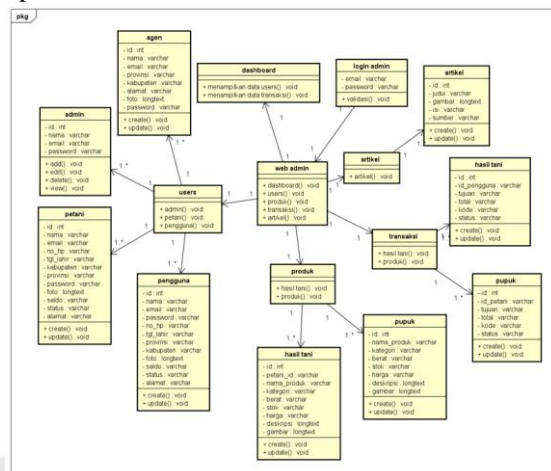 pkg
agen
- id : int
- nama : varchar
- email : varchar
- provinsi : varchar
- kabupaten : varchar
- alamat : varchar
- foto : longtext
- password : varchar
+ create() : void
+ update() : void
dashboard
+ menampilkan data users() : void
+ menampilkan data transaksi() : void
login admin
- email : varchar
- password : varchar
+ validasi() : void
artikel
- id : int
- judul : varchar
- gambar : longtext
- isi : varchar
- sumber : varchar
+ create() : void
+ update() : void
admin
- id : int
- nama : varchar
- email : varchar
- password : varchar
+ add() : void
+ edit() : void
+ delete() : void
+ view() : void
users
+ admin() : void
+ petani() : void
+ pengguna() : void
web admin
+ dashboard() : void
+ users() : void
+ produk() : void
+ transaksi() : void
+ artikel() : void
artikel
+ artikel() : void
hasil tani
- id : int
- id_pengguna : varchar
- tujuan : varchar
- total : varchar
- kode : varchar
- status : varchar
+ create() : void
+ update() : void
petani
- id : int
- nama : varchar
- email : varchar
- no_hp : varchar
- tgl_lahir : varchar
- kabupaten : varchar
- provinsi : varchar
- password : varchar
- foto : longtext
- saldo : varchar
- status : varchar
- alamat : varchar
+ create() : void
+ update() : void
pengguna
- id : int
- nama : varchar
- email : varchar
- password : varchar
- no_hp : varchar
- tgl_lahir : varchar
- provinsi : varchar
- kabupaten : varchar
- foto : longtext
- saldo : varchar
- status : varchar
- alamat : varchar
+ create() : void
+ update() : void
produk
+ hasil tani() : void
+ produk() : void
transaksi
+ hasil tani() : void
+ produk() : void
hasil tani
- id : int
- petani_id : varchar
- nama_produk : varchar
- kategori : varchar
- berat : varchar
- stok : varchar
- harga : varchar
- deskripsi : longtext
- gambar : longtext
+ create() : void
+ update() : void
pupuk
- id : int
- nama_produk : varchar
- kategori : varchar
- berat : varchar
- stok : varchar
- harga : varchar
- deskripsi : longtext
- gambar : longtext
+ create() : void
+ update() : void
pupuk
- id : int
- id_petani : varchar
- tujuan : varchar
- total : varchar
- kode : varchar
- status : varchar
+ create() : void
+ update() : void